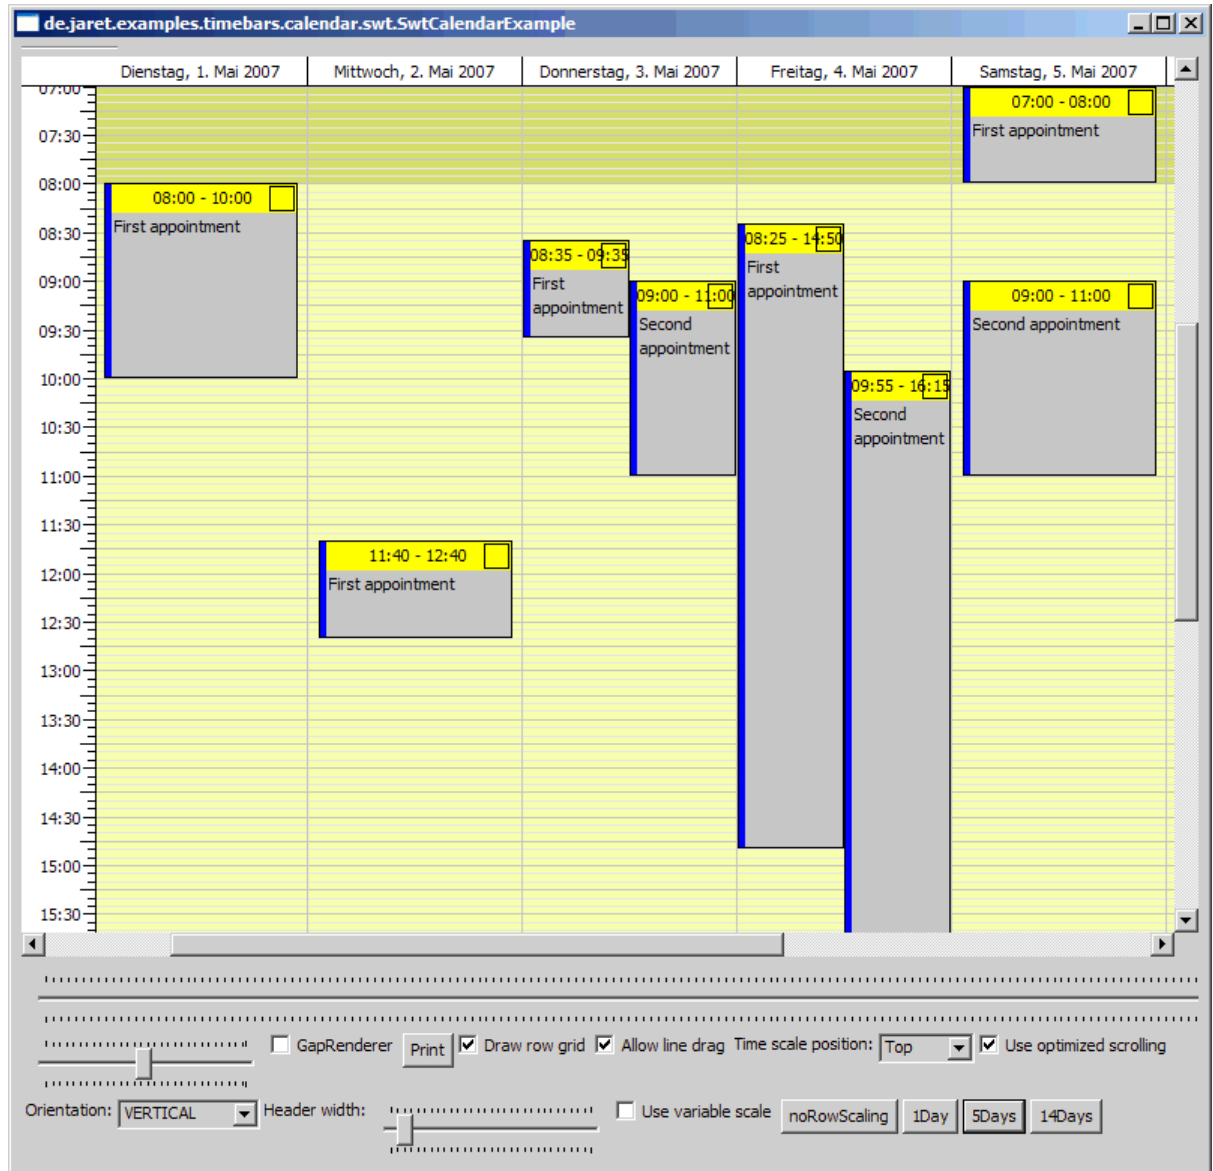 de.jaret.examples.timebars.calendar.swt.SwtCalendarExample
Dienstag, 1. Mai 2007
Mittwoch, 2. Mai 2007
Donnerstag, 3. Mai 2007
Freitag, 4. Mai 2007
Samstag, 5. Mai 2007
07:00
07:30
08:00
08:30
09:00
09:30
10:00
10:30
11:00
11:30
12:00
12:30
13:00
13:30
14:00
14:30
15:00
15:30
08:00 - 10:00
First appointment
11:40 - 12:40
First appointment
08:35 - 09:35
First
appointment
09:00 - 11:00
Second
appointment
08:25 - 14:50
First
appointment
09:55 - 16:15
Second
appointment
07:00 - 08:00
First appointment
09:00 - 11:00
Second appointment
GapRenderer
Print
Draw row grid
Allow line drag
Time scale position:
Top
Use optimized scrolling
Orientation:
VERTICAL
Header width:
Use variable scale
noRowScaling
1Day
5Days
14Days